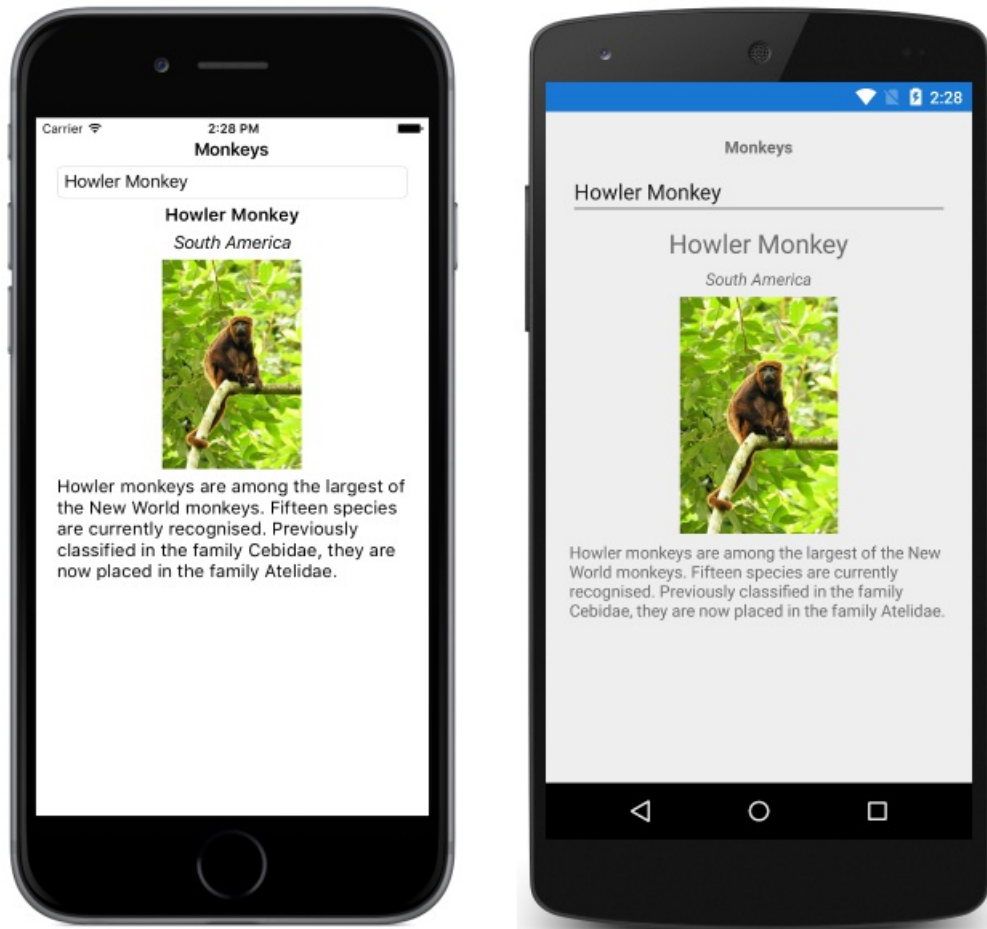 Carrier 2:28 PM
Monkeys
Howler Monkey
Howler Monkey
South America
Howler monkeys are among the largest of
the New World monkeys. Fifteen species
are currently recognised. Previously
classified in the family Cebidae, they are
now placed in the family Atelidae.
2:28
Monkeys
Howler Monkey
Howler Monkey
South America
Howler monkeys are among the largest of the New
World monkeys. Fifteen species are currently
recognised. Previously classified in the family
Cebidae, they are now placed in the family Atelidae.